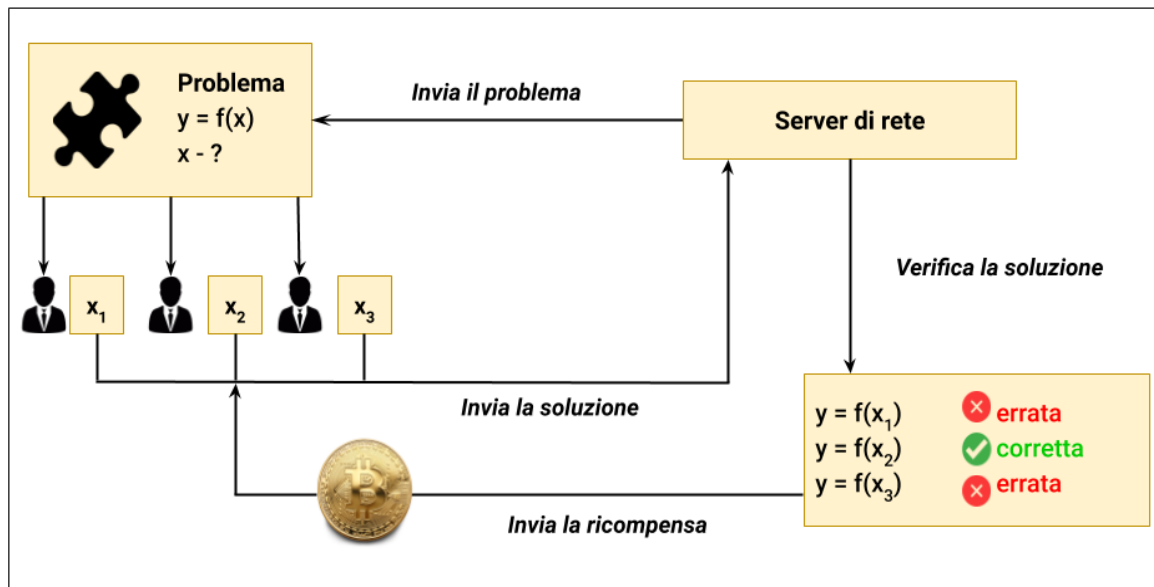 Problema
y = f(x)
x - ?
Invia il problema
Server di rete
Verifica la soluzione
x₁
x₂
x₃
Invia la soluzione
y = f(x₁) errata
y = f(x₂) corretta
y = f(x₃) errata
Invia la ricompensa